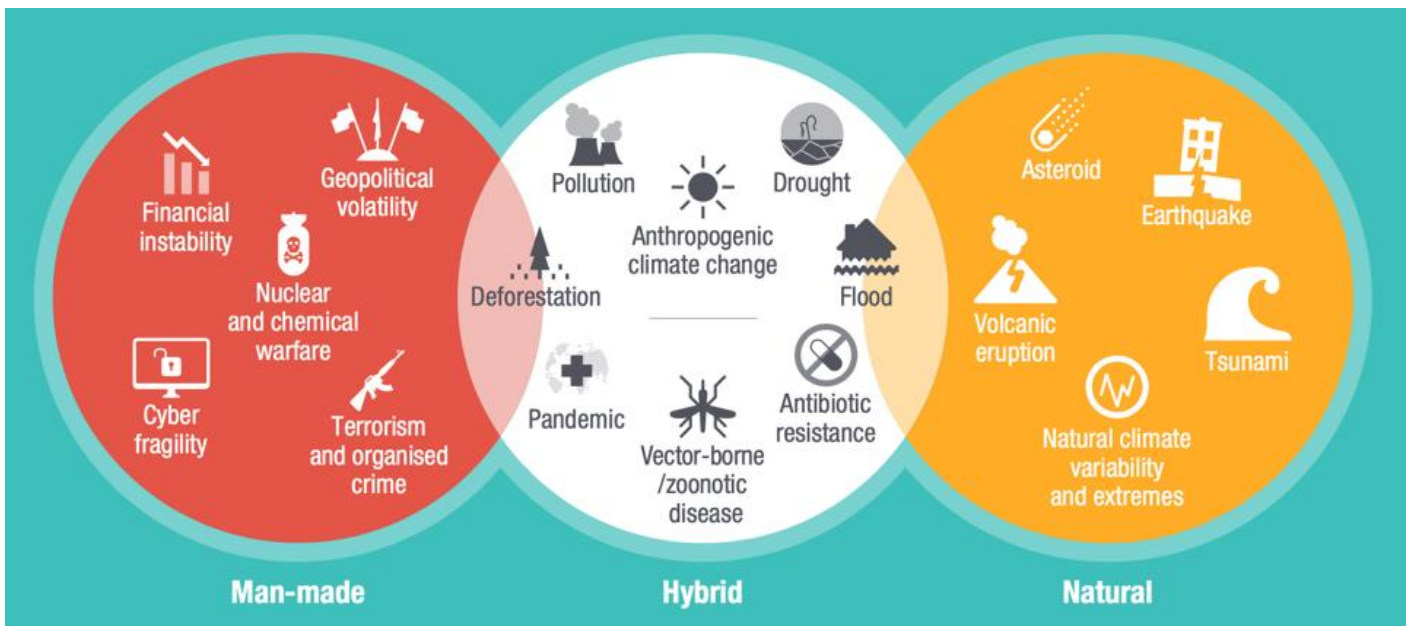 Financial
instability
Geopolitical
volatility
Nuclear
and chemical
warfare
Cyber
fragility
Terrorism
and organised
crime
Pollution
Drought
Anthropogenic
climate change
Deforestation
Flood
Pandemic
Vector-borne
/zoonotic
disease
Antibiotic
resistance
Asteroid
Earthquake
Volcanic
eruption
Tsunami
Natural climate
variability
and extremes
Man-made
Hybrid
Natural